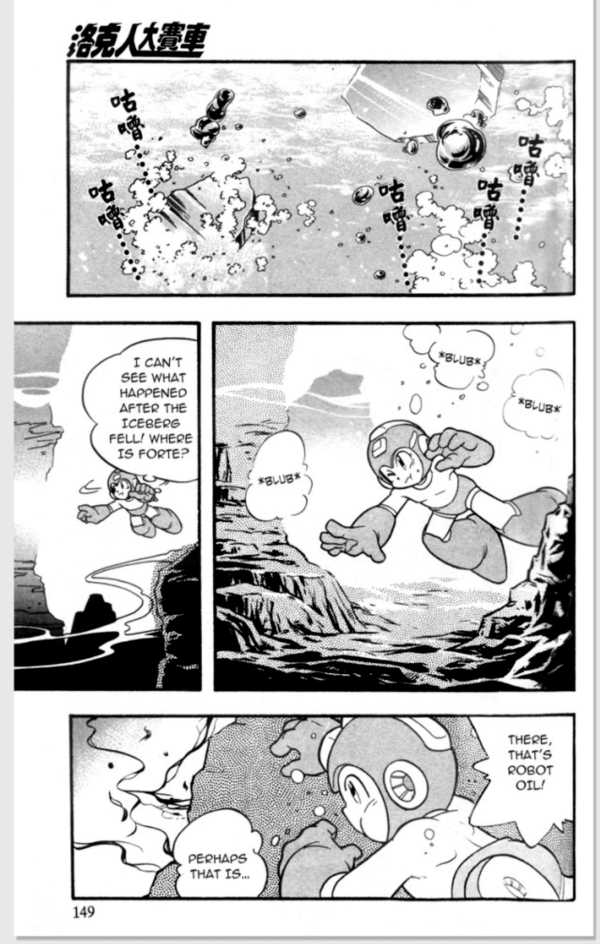 洛克人大賽車
咕
嚕
咕
嚕
咕
嚕
咕
嚕
咕
嚕
*BLUB*
*BLUB*
*BLUB*
I CAN'T
SEE WHAT
HAPPENED
AFTER THE
ICEBERG
FELL! WHERE
IS FORTE?
THERE,
THAT'S
ROBOT
OIL!
PERHAPS
THAT IS...
149